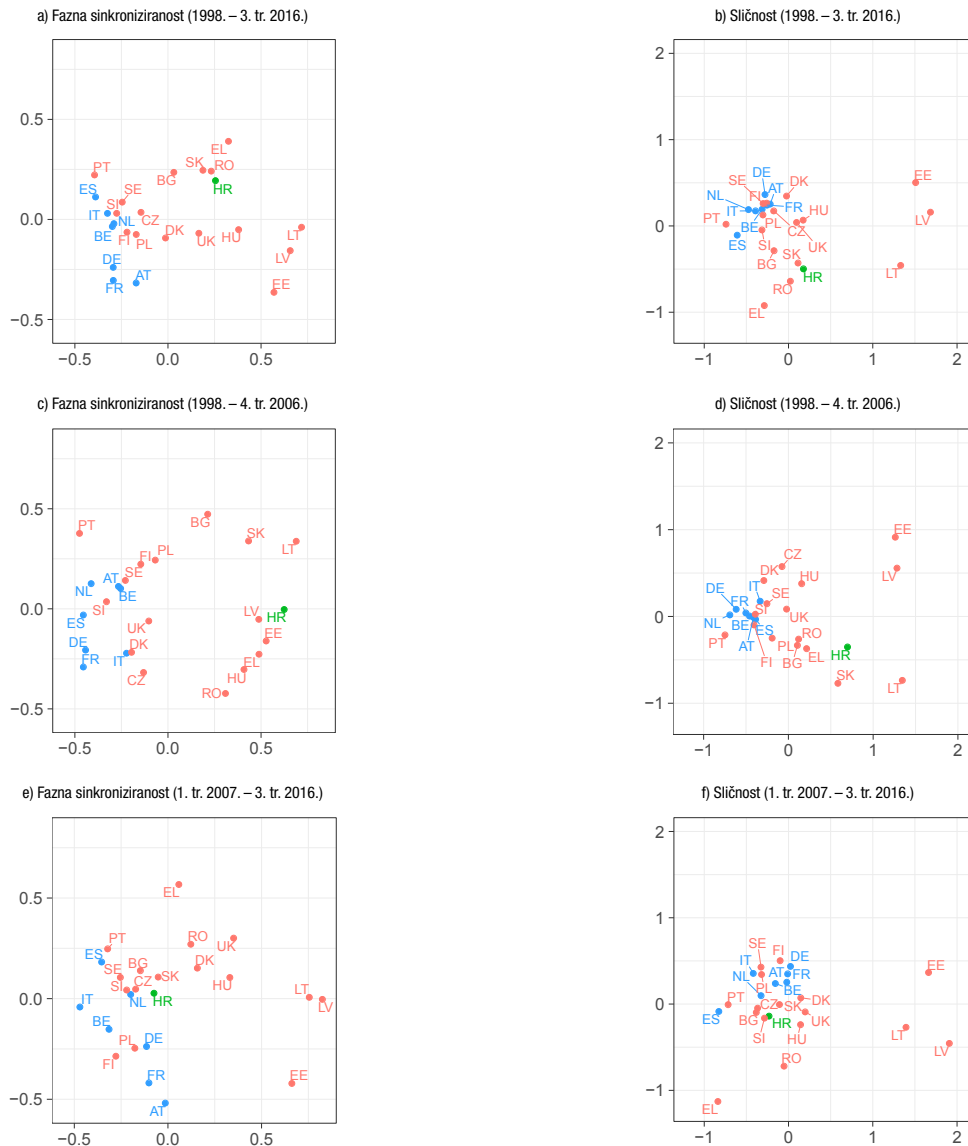 a) Fazna sinkroniziranost (1998. – 3. tr. 2016.)
0.5
0.0
−0.5
−0.5
0.0
0.5
EL
SK
RO
PT
BG
HR
ES
SE
SI
IT
NL
CZ
BE
FI
PL
DK
UK
HU
LT
LV
DE
AT
FR
EE
b) Sličnost (1998. – 3. tr. 2016.)
2
1
0
−1
−1
0
1
2
DE
SE
FI
AT
DK
EE
NL
IT
FR
HU
LV
PT
BE
PL
CZ
UK
ES
SI
SK
BG
HR
LT
RO
EL
c) Fazna sinkroniziranost (1998. – 4. tr. 2006.)
0.5
0.0
−0.5
−0.5
0.0
0.5
PT
BG
SK
LT
FI
PL
AT
SE
NL
BE
SI
LV
HR
ES
UK
EE
DE
DK
FR
IT
EL
CZ
HU
RO
d) Sličnost (1998. – 4. tr. 2006.)
2
1
0
−1
−1
0
1
2
EE
CZ
DK
LV
HU
DE
IT
FR
SE
SI
NL
UK
BE
ES
PT
RO
AT
PL
EL
FI
BG
HR
SK
LT
e) Fazna sinkroniziranost (1. tr. 2007. – 3. tr. 2016.)
0.5
0.0
−0.5
−0.5
0.0
0.5
EL
PT
RO
UK
ES
BG
DK
SE
SK
SI
CZ
HU
IT
NL
HR
LT
LV
BE
PL
DE
FI
FR
EE
AT
f) Sličnost (1. tr. 2007. – 3. tr. 2016.)
2
1
0
−1
−1
0
1
2
SE
FI
DE
EE
IT
NL
AT
FR
PL
BE
PT
CZ
SK
DK
ES
BG
HR
UK
SI
HU
LT
LV
RO
EL